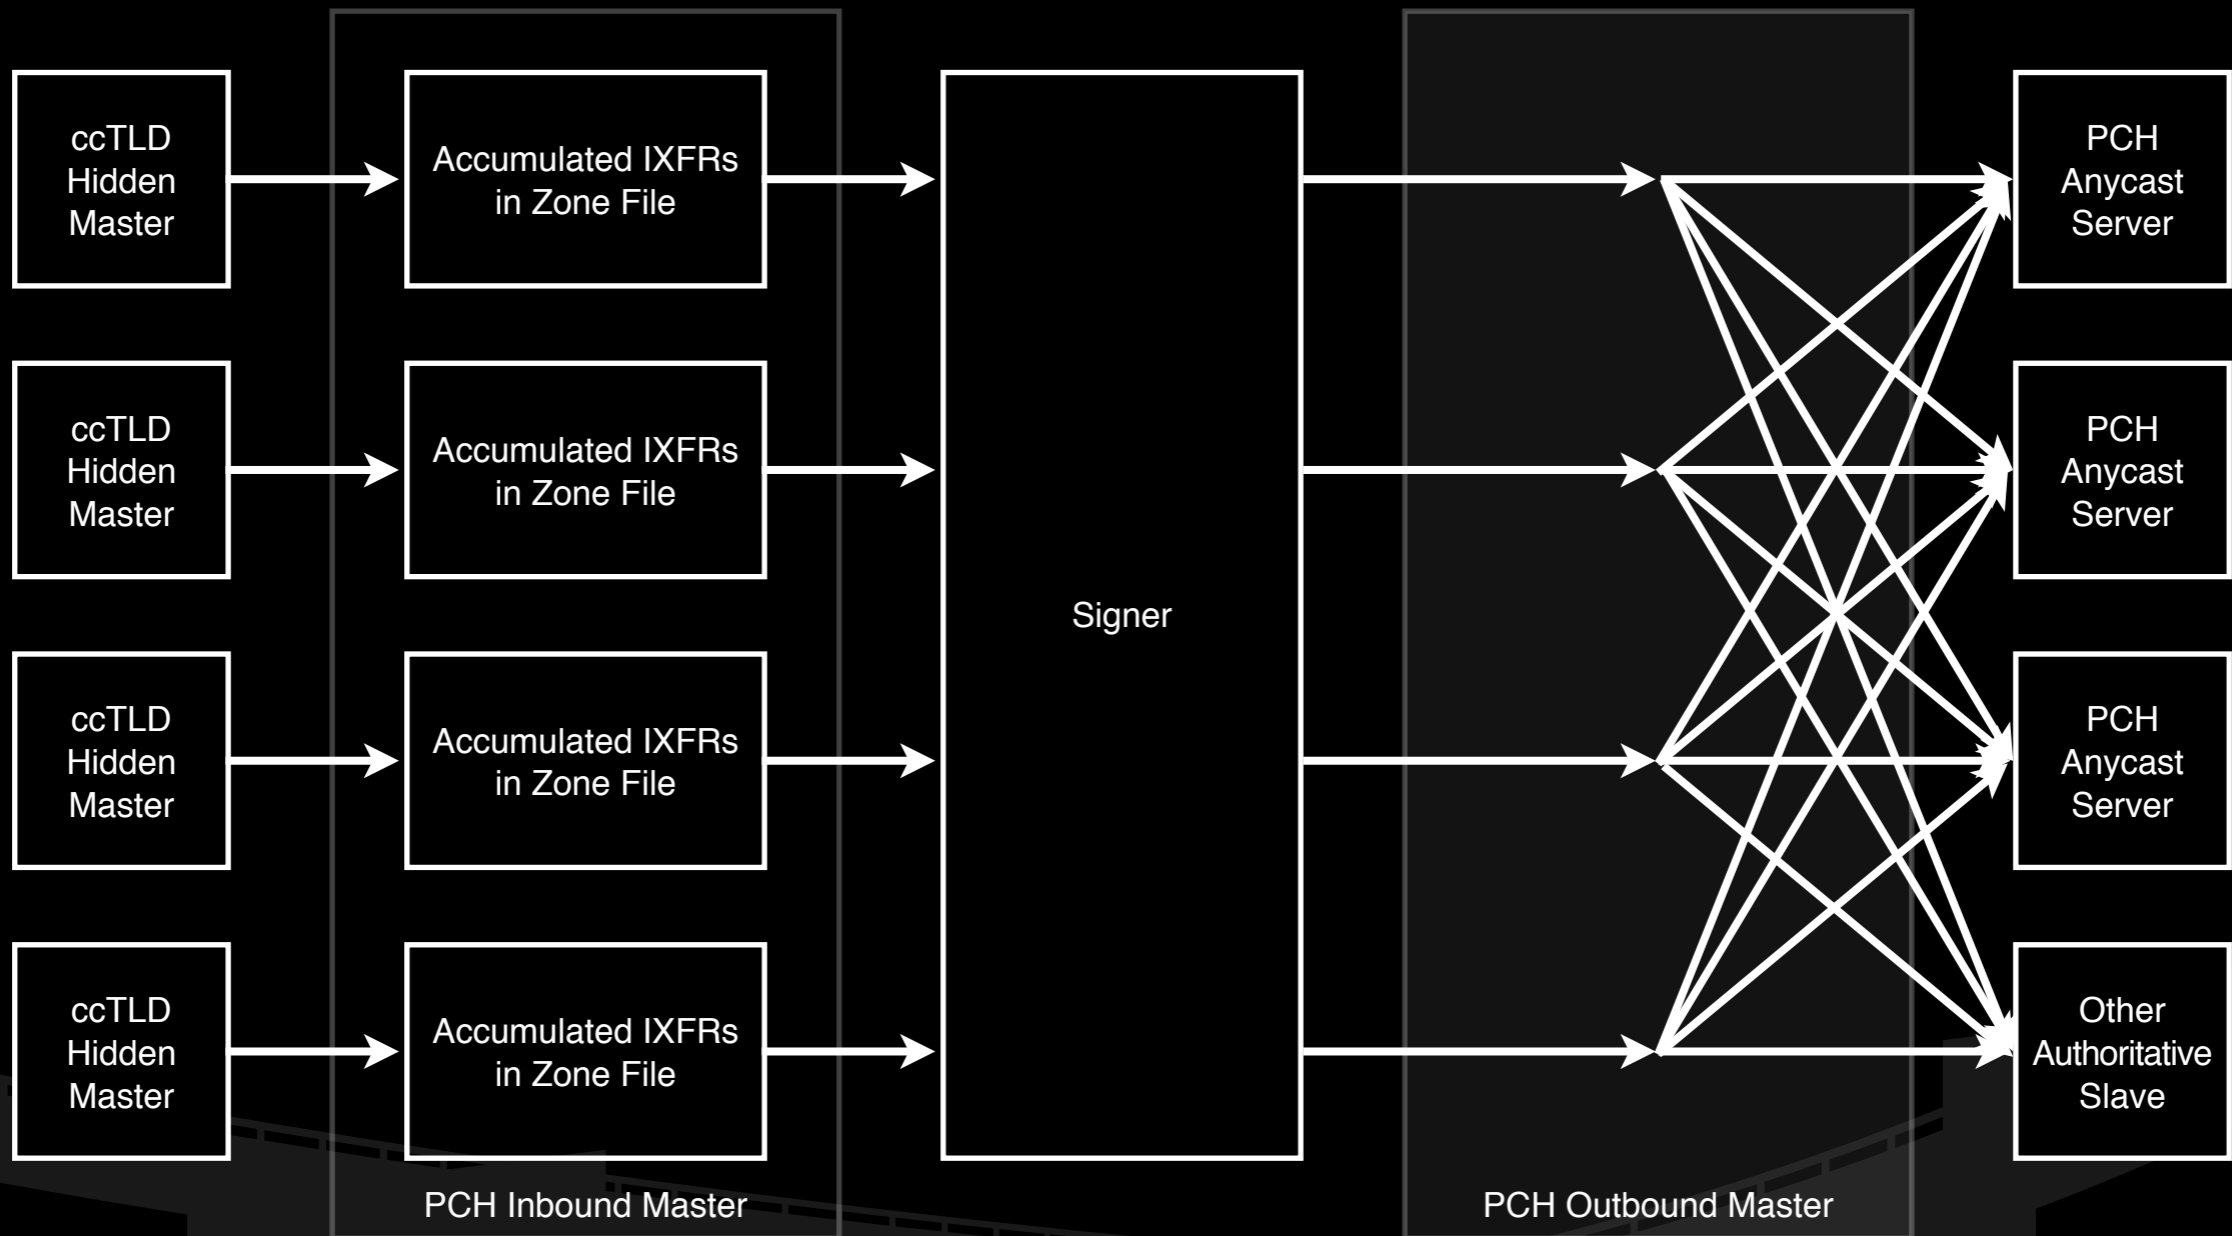 ccTLD
Hidden
Master
Accumulated IXFRs
in Zone File
ccTLD
Hidden
Master
Accumulated IXFRs
in Zone File
ccTLD
Hidden
Master
Accumulated IXFRs
in Zone File
ccTLD
Hidden
Master
Accumulated IXFRs
in Zone File
PCH Inbound Master
Signer
PCH Outbound Master
PCH
Anycast
Server
PCH
Anycast
Server
PCH
Anycast
Server
Other
Authoritative
Slave